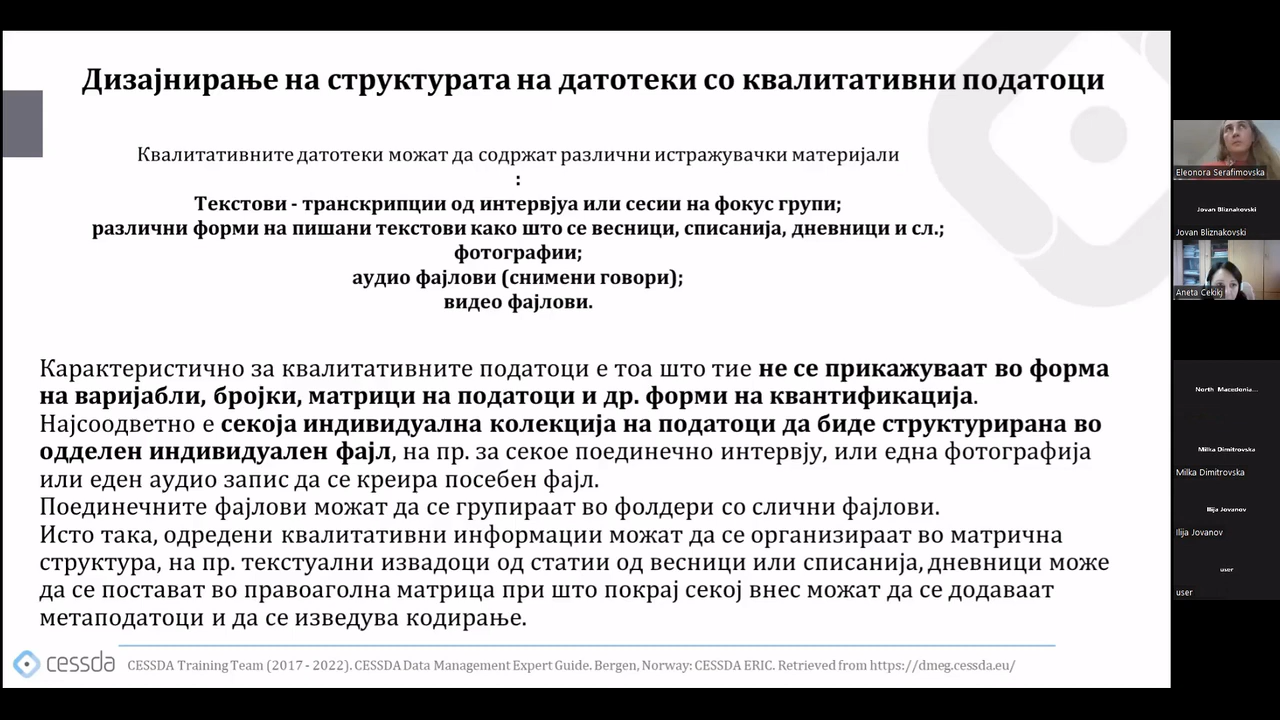 Дизајнирање на структурата на датотеки со квалитативни податоци
Квалитативните датотеки можат да содржат различни истражувачки материјали
:
Текстови - транскрипции од интервјуа или сесии на фокус групи;
различни форми на пишани текстови како што се весници, списанија, дневници и сл.;
фотографии;
аудио фајлови (снимени говори);
видео фајлови.
Карактеристично за квалитативните податоци е тоа што тие не се прикажуваат во форма
на варијабли, бројки, матрици на податоци и др. форми на квантификација.
Најсоодветно е секоја индивидуална колекција на податоци да биде структурирана во
одделен индивидуален фајл, на пр. за секое поединечно интервју, или една фотографија
или еден аудио запис да се креира посебен фајл.
Поединечните фајлови можат да се групираат во фолдери со слични фајлови.
Исто така, одредени квалитативни информации можат да се организираат во матрична
структура, на пр. текстуални извадоци од статии од весници или списанија, дневници може
да се постават во правоаголна матрица при што покрај секој внес можат да се додаваат
метаподатоци и да се изведува кодирање.
cessda
CESSDA Training Team (2017 - 2022). CESSDA Data Management Expert Guide. Bergen, Norway: CESSDA ERIC. Retrieved from https://dmeg.cessda.eu/
Eleonora Serafimovska
Jovan Bliznakovski
Jovan Bliznakovski
Aneta Cekikj
North Macedonia...
Milka Dimitrovska
Milka Dimitrovska
Ilija Jovanov
Ilija Jovanov
user
user